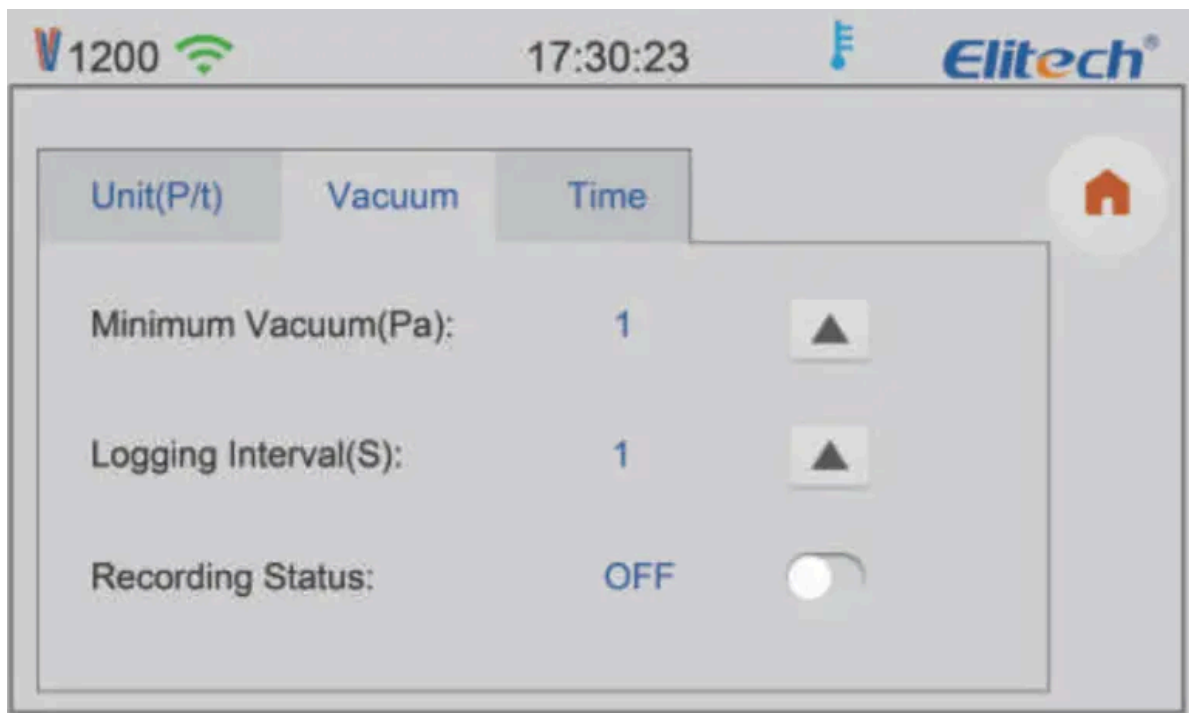 V1200 17:30:23 Elitech®
Unit(P/t) Vacuum Time
Minimum Vacuum(Pa): 1
Logging Interval(S): 1
Recording Status: OFF